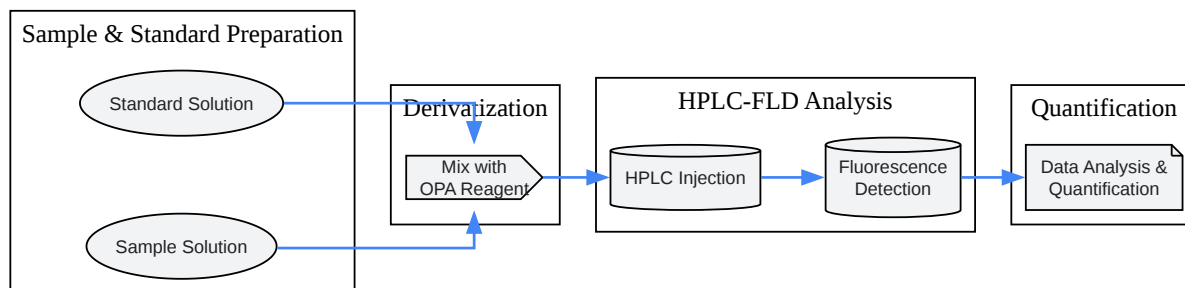 Sample & Standard Preparation
Standard Solution
Sample Solution
Derivatization
Mix with
OPA Reagent
HPLC-FLD Analysis
HPLC Injection
Fluorescence
Detection
Quantification
Data Analysis &
Quantification